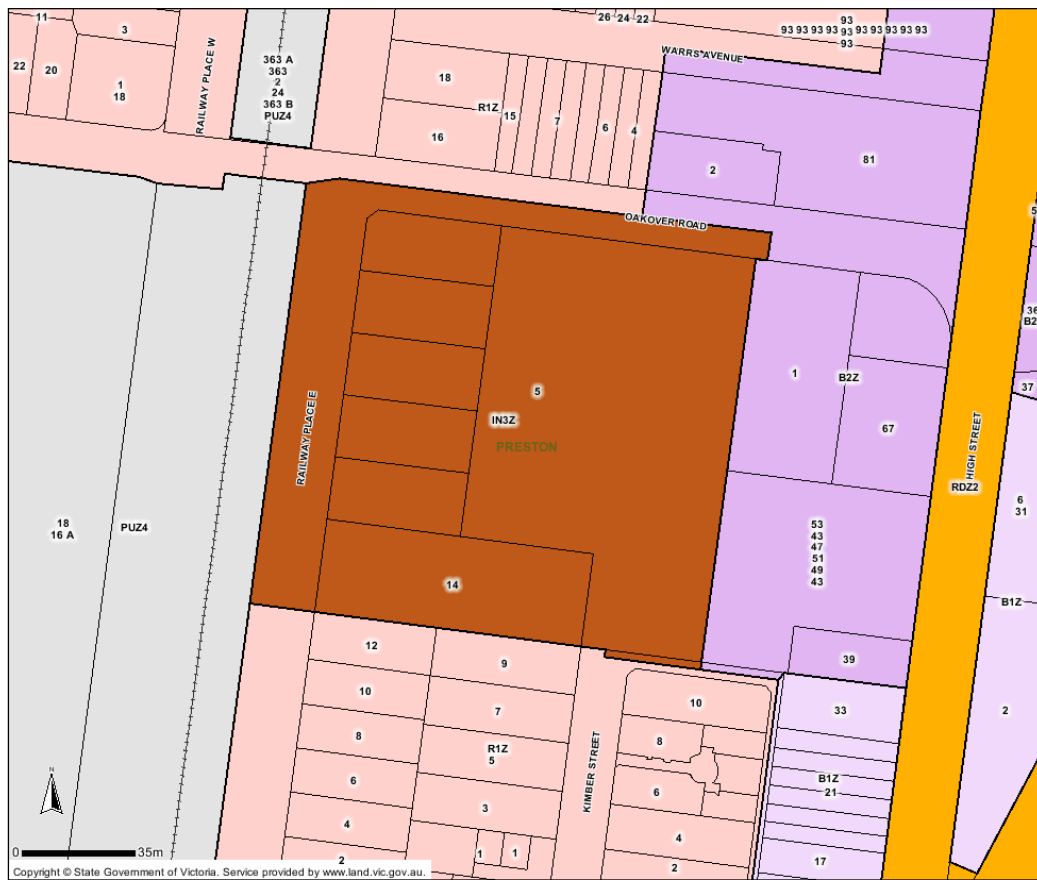 11
3
22
20
1
18
RAILWAY PLACE W
363 A
363
2
24
363 B
PUZ4
26 24 22
93
93 93 93 93 93 93 93 93 93 93
93
WARRS AVENUE
18
R1Z
15
16
7
6
4
2
81
OAKOVER ROAD
5
36
B2
37
1
B2Z
67
5
IN3Z
PRESTON
RAILWAY PLACE E
HIGH STREET
RDZ2
18
16 A
PUZ4
53
43
47
51
49
43
6
31
B1Z
14
39
12
9
10
7
8
R1Z
5
6
3
4
2
1
1
KIMBER STREET
10
8
6
4
2
33
B1Z
21
17
2
N
0
35m
Copyright © State Government of Victoria. Service provided by www.land.vic.gov.au.